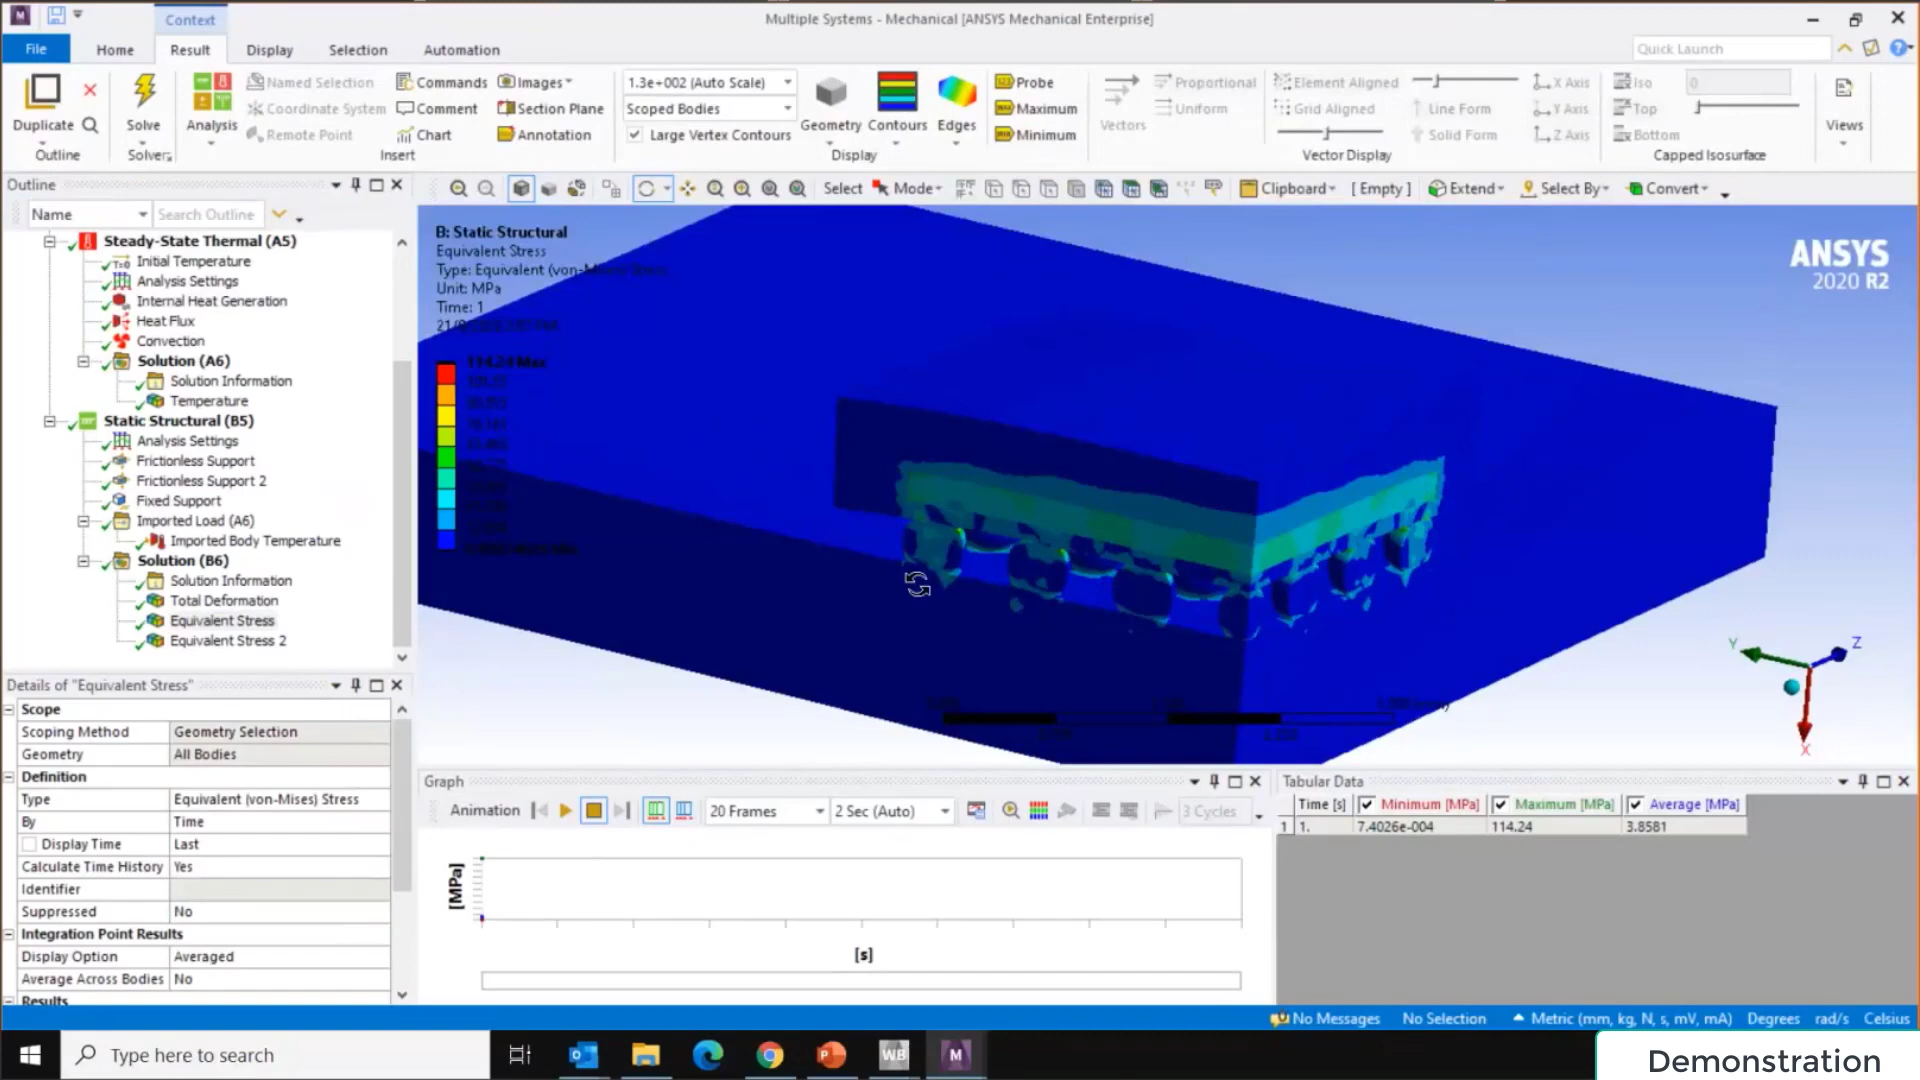 Context
Multiple Systems - Mechanical [ANSYS Mechanical Enterprise]
File
Home
Result
Display
Selection
Automation
Quick Launch
Duplicate
Outline
Solve
Solver
Analysis
Named Selection
Coordinate System
Remote Point
Commands
Comment
Chart
Images
Section Plane
Annotation
Insert
1.3e+002 (Auto Scale)
Scoped Bodies
Large Vertex Contours
Geometry
Contours
Edges
Display
Probe
Maximum
Minimum
Vectors
Proportional
Uniform
Element Aligned
Grid Aligned
Line Form
Solid Form
X Axis
Y Axis
Z Axis
Vector Display
Iso
0
Top
Bottom
Capped Isosurface
Views
Outline
Select
Mode
Clipboard
[ Empty ]
Extend
Select By
Convert
Name
Search Outline
Steady-State Thermal (A5)
Initial Temperature
Analysis Settings
Internal Heat Generation
Heat Flux
Convection
Solution (A6)
Solution Information
Temperature
Static Structural (B5)
Analysis Settings
Frictionless Support
Frictionless Support 2
Fixed Support
Imported Load (A6)
Imported Body Temperature
Solution (B6)
Solution Information
Total Deformation
Equivalent Stress
Equivalent Stress 2
B: Static Structural
Equivalent Stress
Type: Equivalent (von-Mises) Stress
Unit: MPa
Time: 1
114.24 Max
ANSYS
2020 R2
Y
Z
X
Details of "Equivalent Stress"
Scope
Scoping Method Geometry Selection
Geometry All Bodies
Definition
Type Equivalent (von-Mises) Stress
By Time
Display Time Last
Calculate Time History Yes
Identifier
Suppressed No
Integration Point Results
Display Option Averaged
Average Across Bodies No
Results
Graph
Animation
20 Frames
2 Sec (Auto)
3 Cycles
[MPa]
[s]
Tabular Data
Time [s] Minimum [MPa] Maximum [MPa] Average [MPa]
1 1. 7.4026e-004 114.24 3.8581
No Messages
No Selection
Metric (mm, kg, N, s, mV, mA)
Degrees
rad/s
Celsius
Type here to search
WB
M
Demonstration